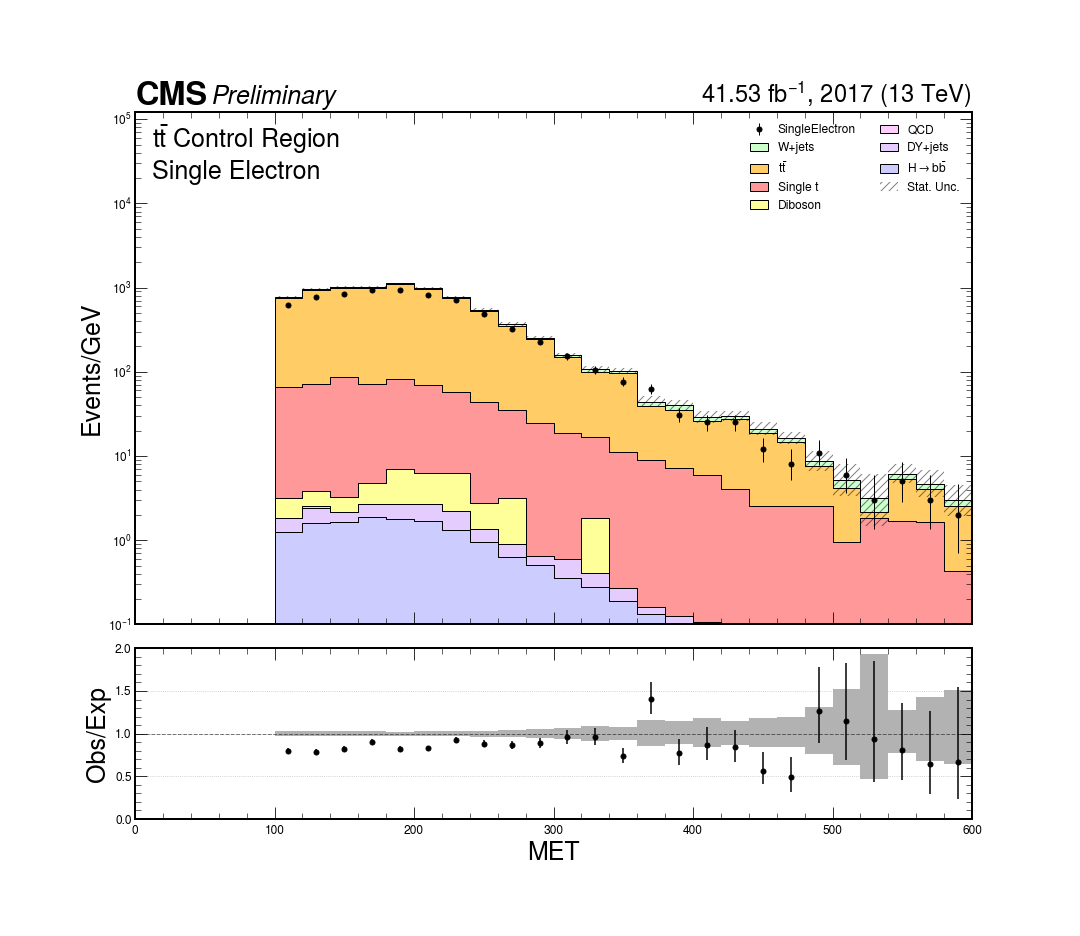 CMS Preliminary 41.53 fb⁻¹, 2017 (13 TeV)
tt̄ Control Region
Single Electron
SingleElectron
W+jets
tt̄
Single t
Diboson
QCD
DY+jets
H→bb̄
Stat. Unc.
Events/GeV
10⁵
10⁴
10³
10²
10¹
10⁰
10⁻¹
Obs/Exp
2.0
1.5
1.0
0.5
0.0
0 100 200 300 400 500 600
MET